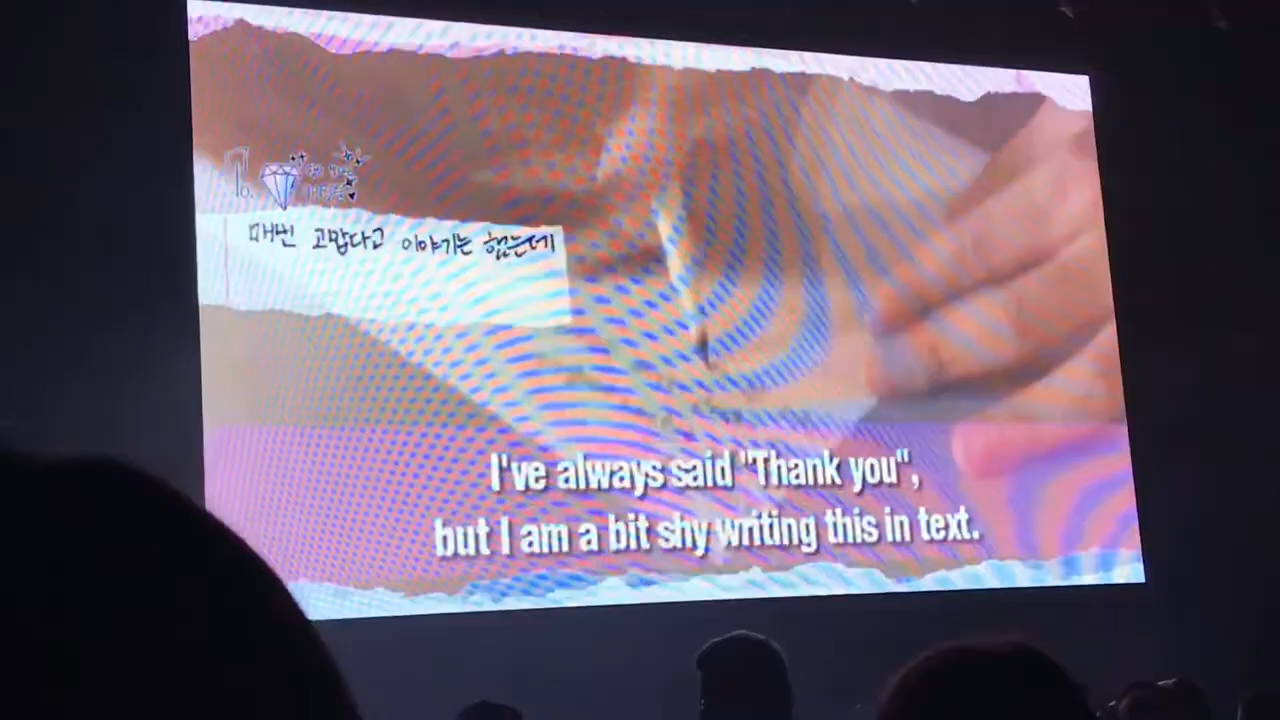 To.
매번 고맙다고 이야기는 했는데
I've always said "Thank you",
but I am a bit shy writing this in text.